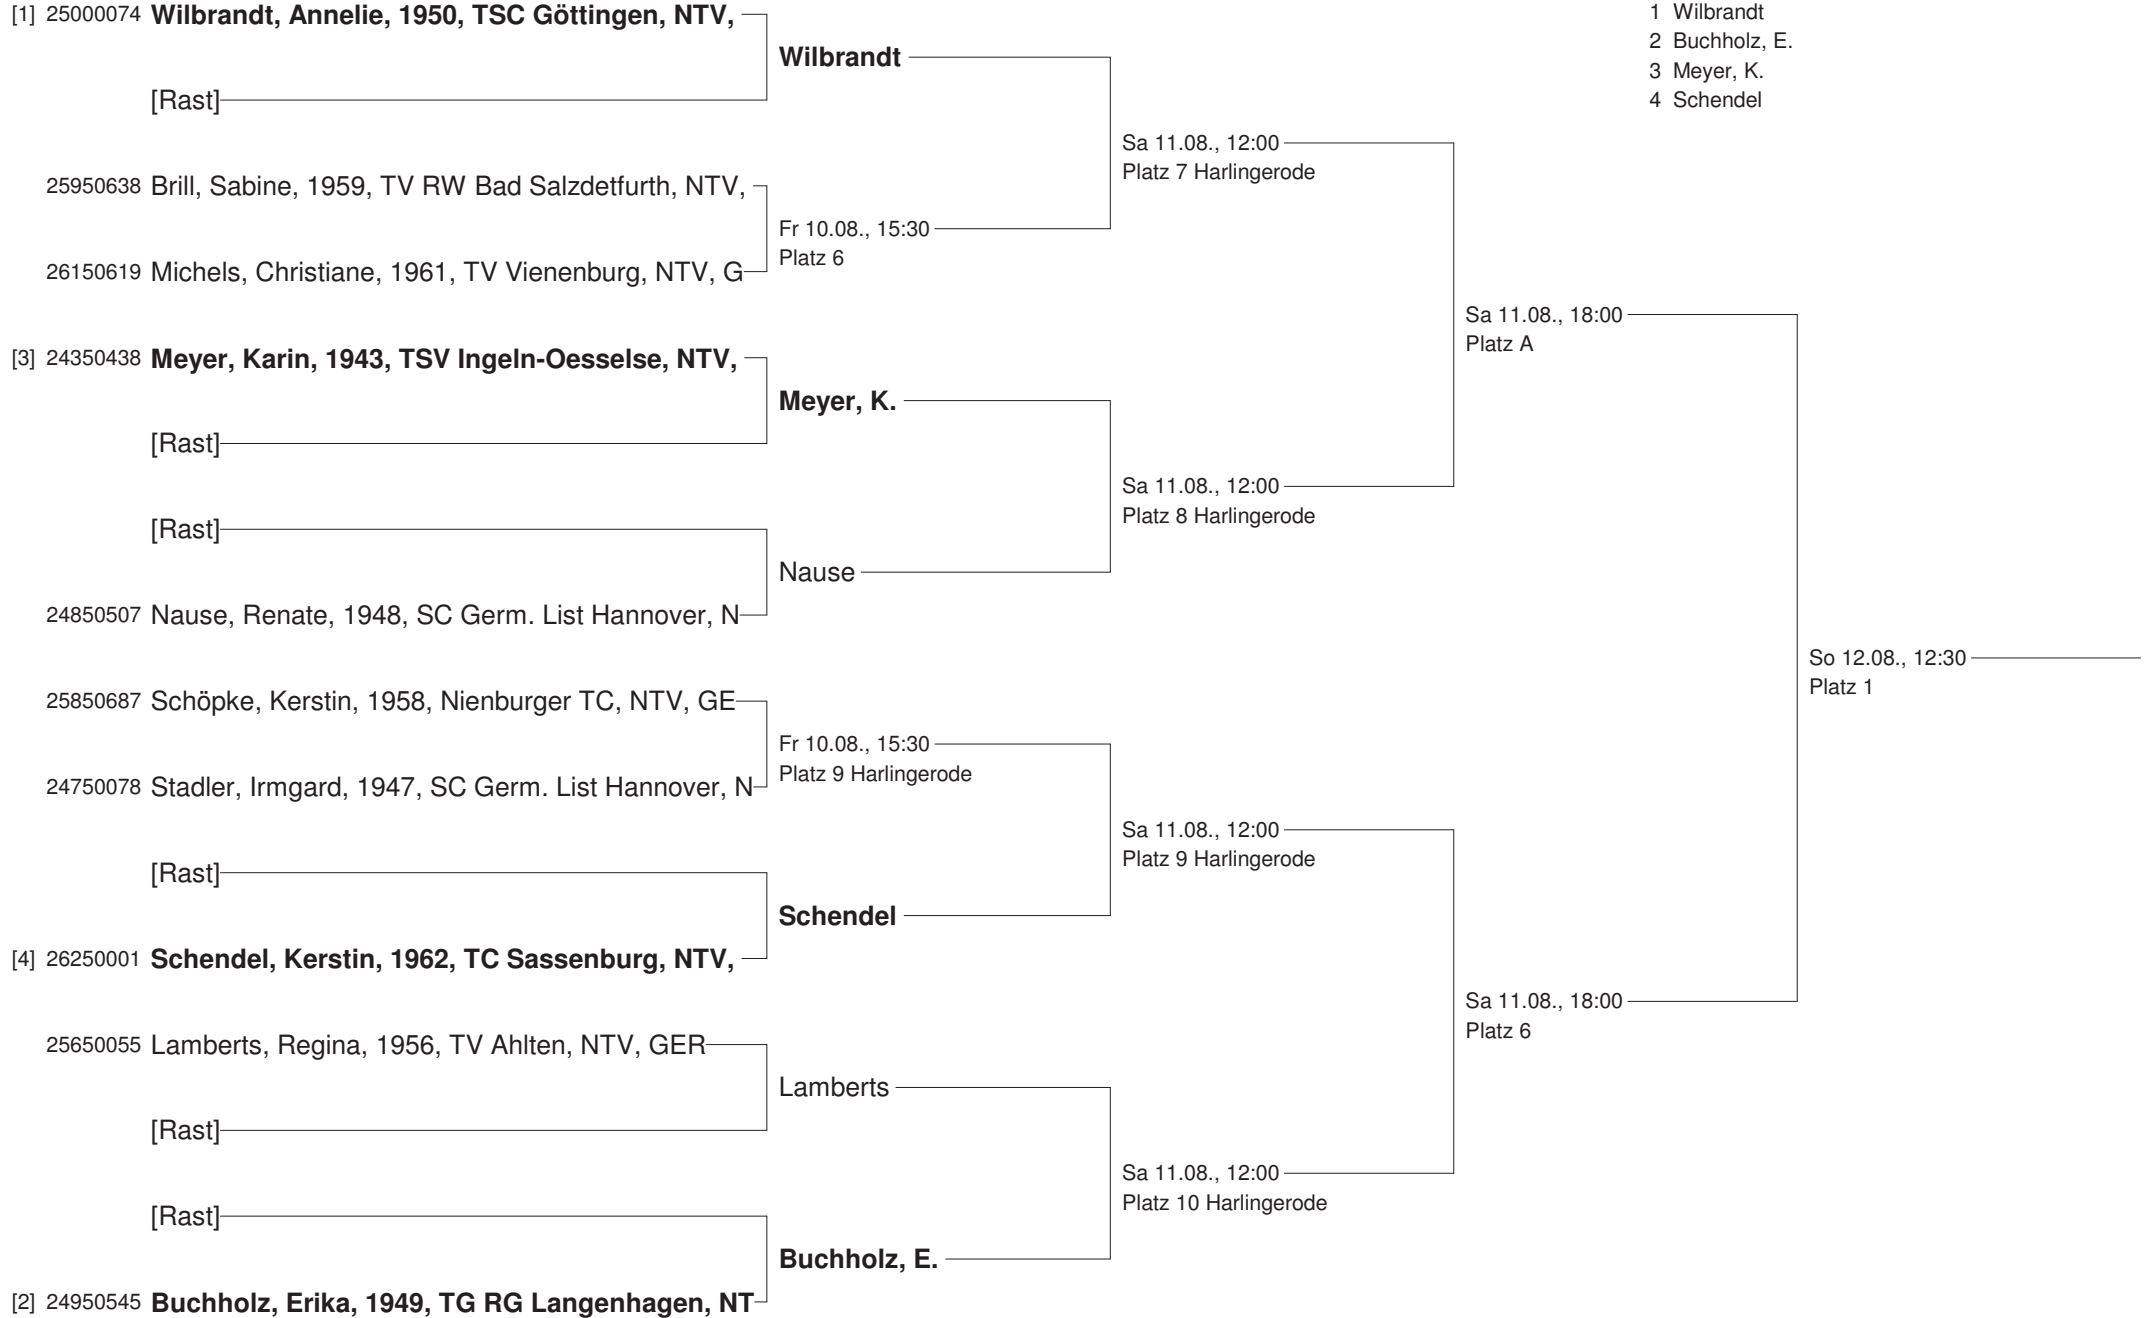 [1] 25000074 Wilbrandt, Annelie, 1950, TSC Göttingen, NTV,
1 Wilbrandt
2 Buchholz, E.
3 Meyer, K.
4 Schendel
Wilbrandt
[Rast]
Sa 11.08., 12:00
Platz 7 Harlingerode
25950638 Brill, Sabine, 1959, TV RW Bad Salzdetfurth, NTV,
Fr 10.08., 15:30
Platz 6
26150619 Michels, Christiane, 1961, TV Vienenburg, NTV, G
Sa 11.08., 18:00
Platz A
[3] 24350438 Meyer, Karin, 1943, TSV Ingeln-Oesselse, NTV,
Meyer, K.
[Rast]
Sa 11.08., 12:00
Platz 8 Harlingerode
[Rast]
Nause
24850507 Nause, Renate, 1948, SC Germ. List Hannover, N
So 12.08., 12:30
Platz 1
25850687 Schöpke, Kerstin, 1958, Nienburger TC, NTV, GE
Fr 10.08., 15:30
Platz 9 Harlingerode
24750078 Stadler, Irmgard, 1947, SC Germ. List Hannover, N
Sa 11.08., 12:00
Platz 9 Harlingerode
[Rast]
Schendel
[4] 26250001 Schendel, Kerstin, 1962, TC Sassenburg, NTV,
Sa 11.08., 18:00
Platz 6
25650055 Lamberts, Regina, 1956, TV Ahlten, NTV, GER
Lamberts
[Rast]
Sa 11.08., 12:00
Platz 10 Harlingerode
[Rast]
Buchholz, E.
[2] 24950545 Buchholz, Erika, 1949, TG RG Langenhagen, NT